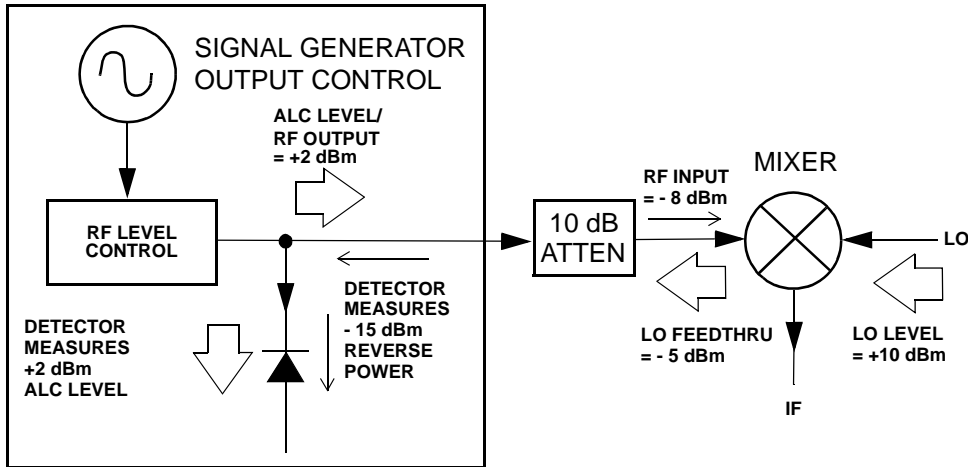 SIGNAL GENERATOR
OUTPUT CONTROL
ALC LEVEL/
RF OUTPUT
= +2 dBm
RF LEVEL
CONTROL
DETECTOR
MEASURES
+2 dBm
ALC LEVEL
DETECTOR
MEASURES
- 15 dBm
REVERSE
POWER
10 dB
ATTEN
RF INPUT
= - 8 dBm
MIXER
LO
LO FEEDTHRU
= - 5 dBm
LO LEVEL
= +10 dBm
IF